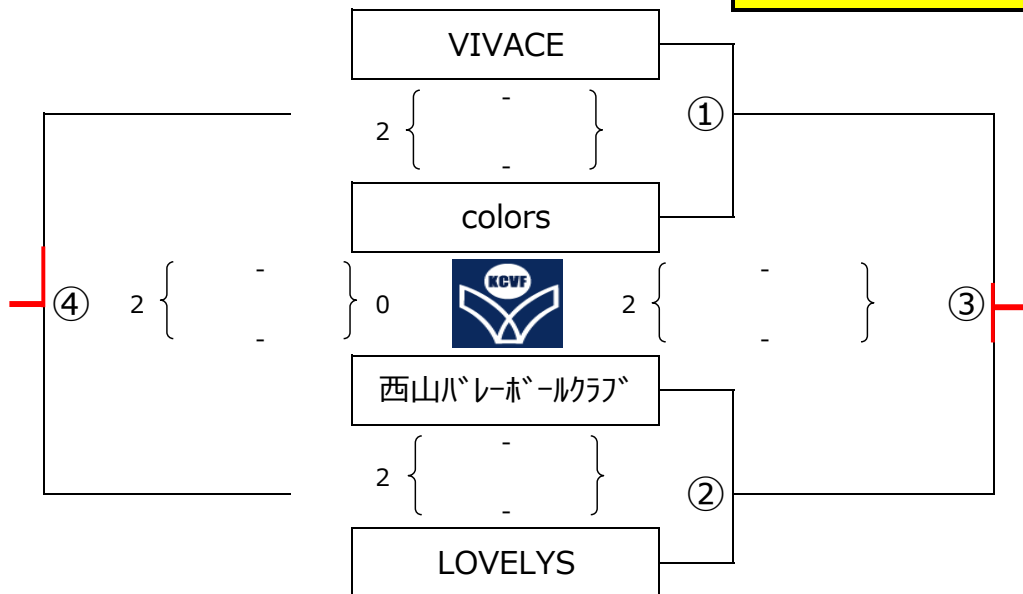 VIVACE
-
2
①
-
colors
-
KCVF
-
④ 2 0 2 ③
-
-
西山ﾊﾞﾚｰﾎﾞｰﾙｸﾗﾌﾞ
-
2
②
-
LOVELYS